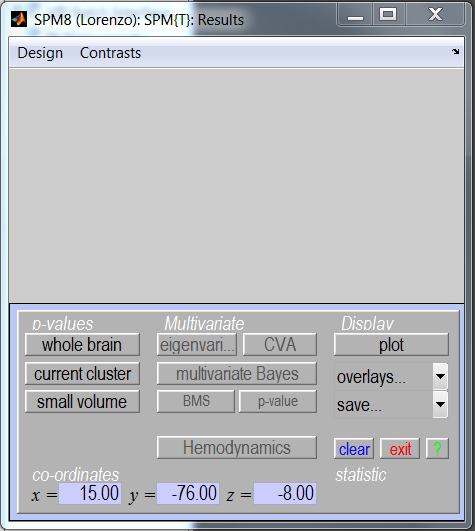 SPM8 (Lorenzo): SPM{T}: Results
Design Contrasts
p-values Multivariate Display
whole brain eigenvari... CVA plot
current cluster multivariate Bayes overlays...
small volume BMS p-value save...
Hemodynamics clear exit ?
co-ordinates statistic
x = 15.00 y = -76.00 z = -8.00